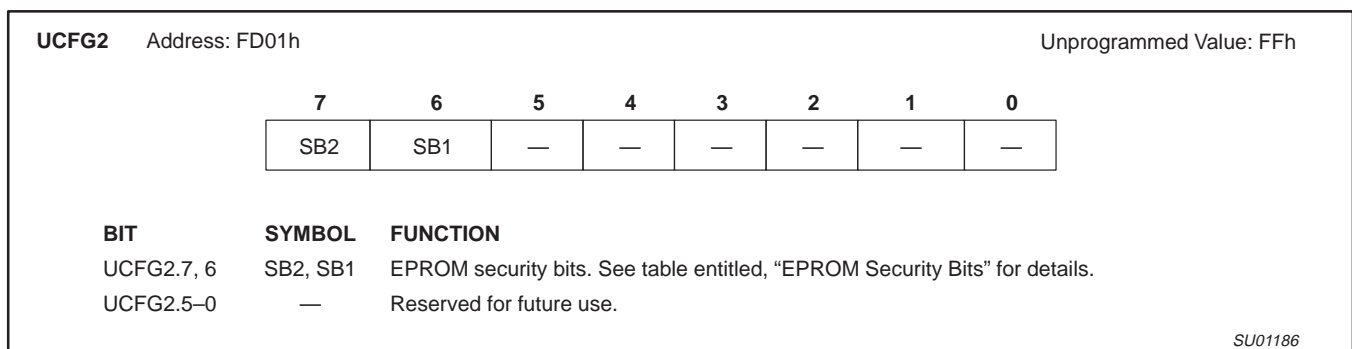 UCFG2 Address: FD01h Unprogrammed Value: FFh
7 6 5 4 3 2 1 0
SB2 SB1 — — — — — —
BIT SYMBOL FUNCTION
UCFG2.7, 6 SB2, SB1 EPROM security bits. See table entitled, “EPROM Security Bits” for details.
UCFG2.5–0 — Reserved for future use.
SU01186